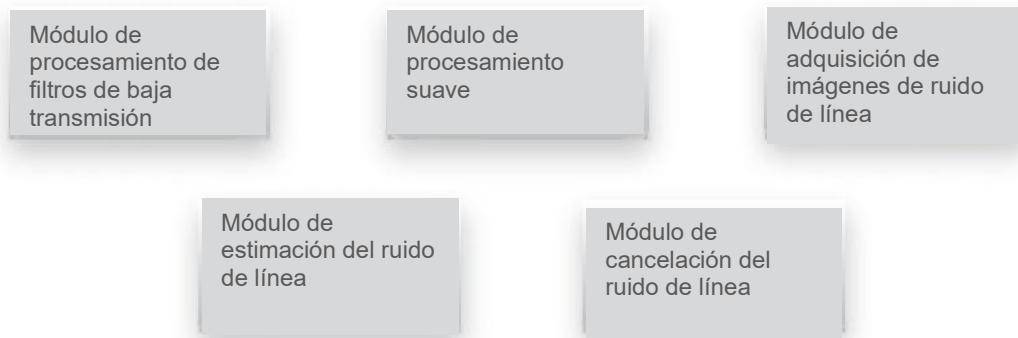 Módulo de
procesamiento de
filtros de baja
transmisión
Módulo de
procesamiento
suave
Módulo de
adquisición de
imágenes de ruido
de línea
Módulo de
estimación del ruido
de línea
Módulo de
cancelación del
ruido de línea